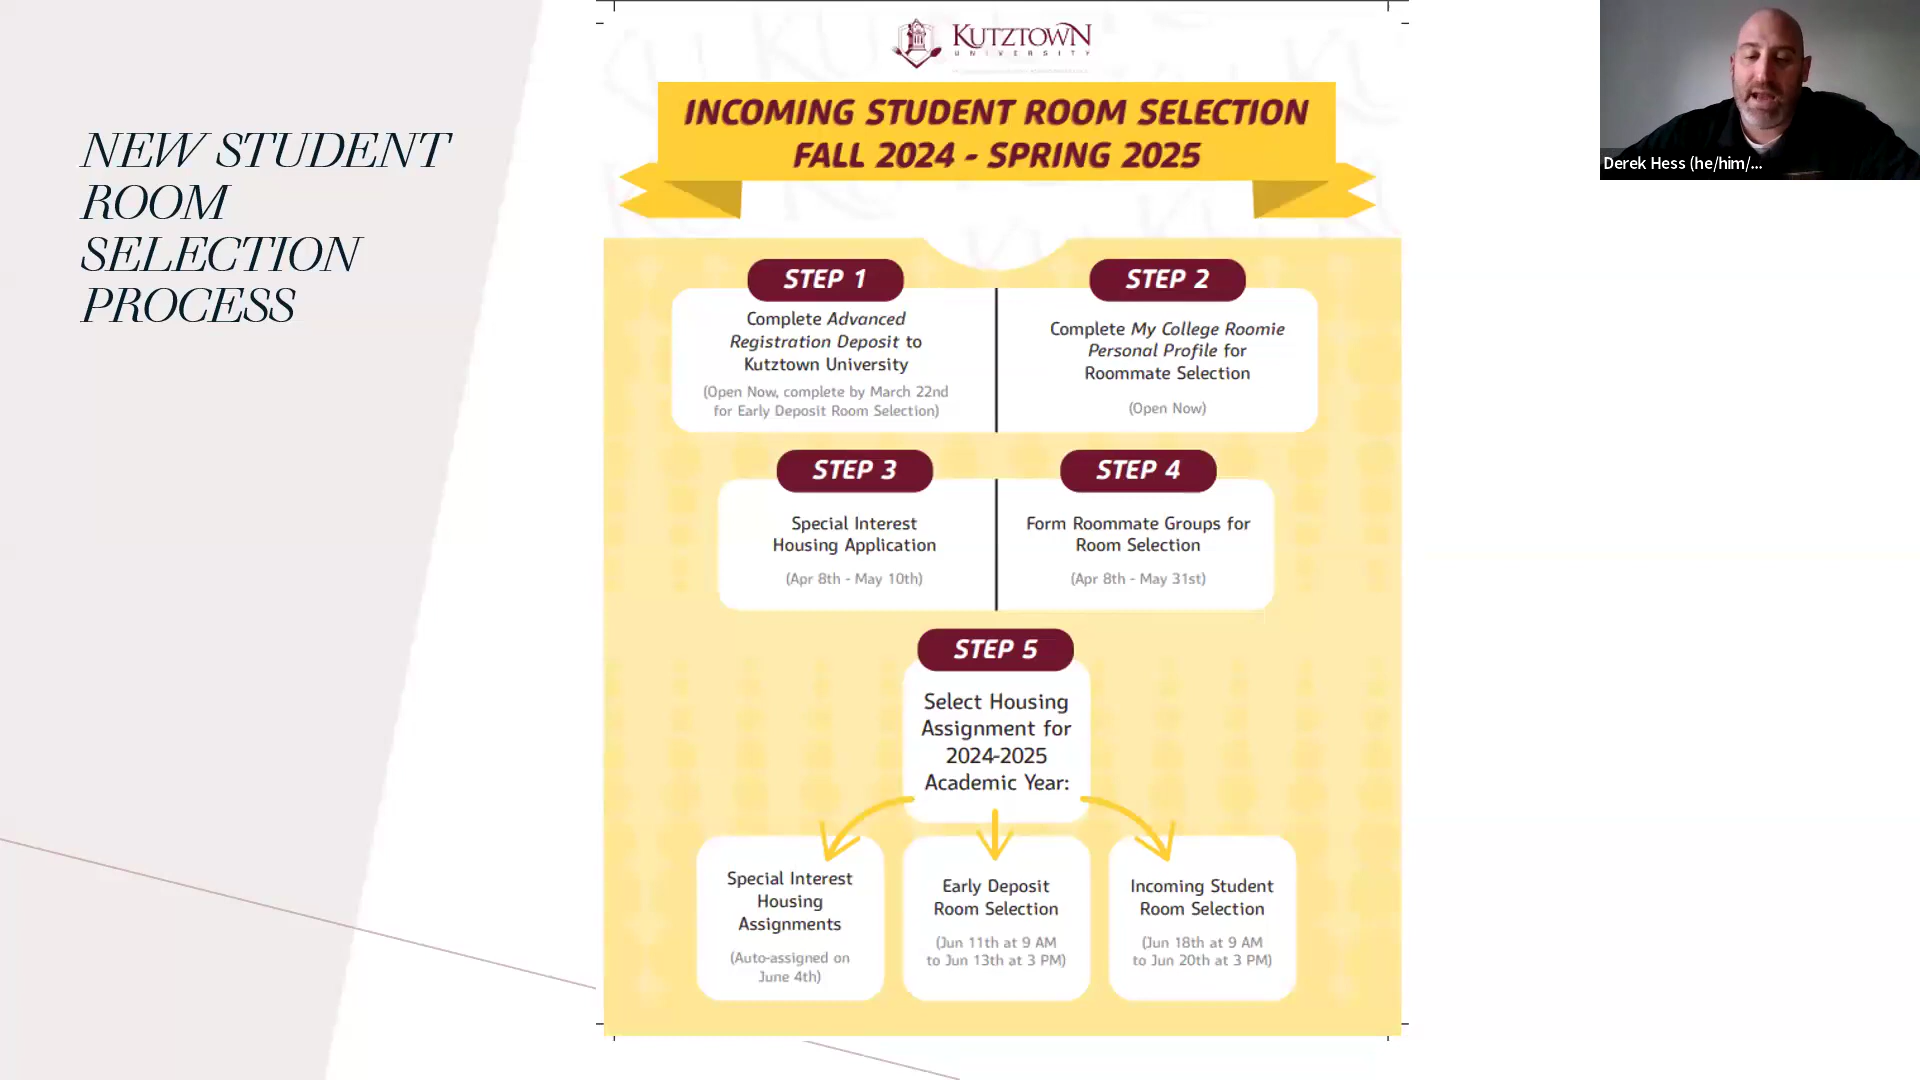 NEW STUDENT
ROOM
SELECTION
PROCESS
KUTZTOWN
UNIVERSITY
INCOMING STUDENT ROOM SELECTION
FALL 2024 - SPRING 2025
STEP 1
Complete Advanced
Registration Deposit to
Kutztown University
(Open Now, complete by March 22nd
for Early Deposit Room Selection)
STEP 2
Complete My College Roomie
Personal Profile for
Roommate Selection
(Open Now)
STEP 3
Special Interest
Housing Application
(Apr 8th - May 10th)
STEP 4
Form Roommate Groups for
Room Selection
(Apr 8th - May 31st)
STEP 5
Select Housing
Assignment for
2024-2025
Academic Year:
Special Interest
Housing
Assignments
(Auto-assigned on
June 4th)
Early Deposit
Room Selection
(Jun 11th at 9 AM
to Jun 13th at 3 PM)
Incoming Student
Room Selection
(Jun 18th at 9 AM
to Jun 20th at 3 PM)
Derek Hess (he/him/...